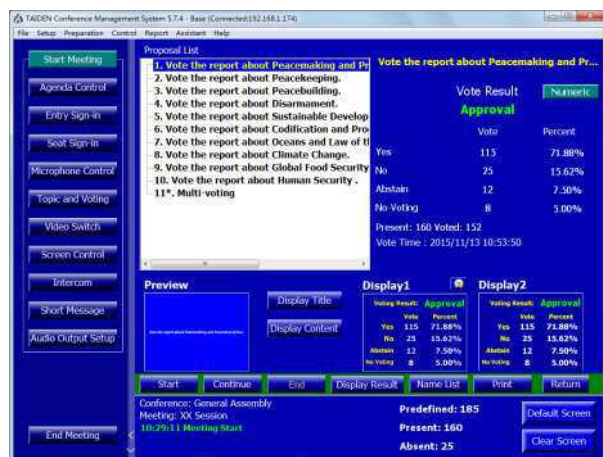 TAIDEN Conference Management System 5.7.4 - Base (Connected:192.168.1.174)
File Setup Preparation Control Report Assistant Help
Start Meeting
Agenda Control
Entry Sign-in
Seat Sign-in
Microphone Control
Topic and Voting
Video Switch
Screen Control
Intercom
Short Message
Audio Output Setup
End Meeting
Proposal List
1. Vote the report about Peacemaking and Pr
2. Vote the report about Peacekeeping.
3. Vote the report about Peacebuilding.
4. Vote the report about Disarmament.
5. Vote the report about Sustainable Develop
6. Vote the report about Codification and Pro
7. Vote the report about Oceans and Law of th
8. Vote the report about Climate Change.
9. Vote the report about Global Food Security
10. Vote the report about Human Security .
11*. Multi-voting
Vote the report about Peacemaking and Pr...
Vote Result Numeric
Approval
Vote Percent
Yes 115 71.88%
No 25 15.62%
Abstain 12 7.50%
No-Voting 8 5.00%
Present: 160 Voted: 152
Vote Time : 2015/11/13 10:53:50
Preview
Display Title
Display Content
Display1
Voting Result: Approval
Vote Percent
Yes 115 71.88%
No 25 15.62%
Abstain 12 7.50%
No Voting 8 5.00%
Display2
Voting Result: Approval
Vote Percent
Yes 115 71.88%
No 25 15.62%
Abstain 12 7.50%
No Voting 8 5.00%
Start Continue End Display Result Name List Print Return
Conference: General Assembly
Meeting: XX Session
10:29:11 Meeting Start
Predefined: 185
Present: 160
Absent: 25
Default Screen
Clear Screen